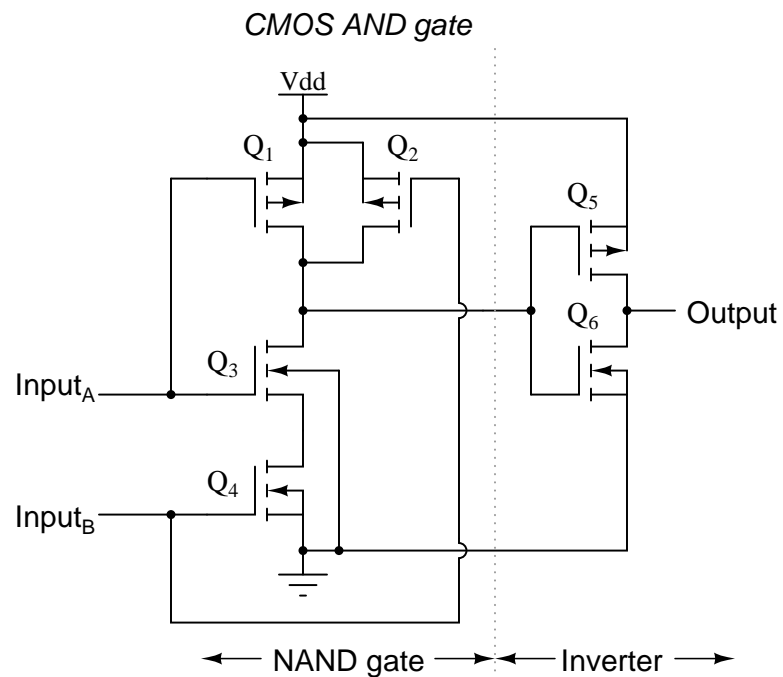 CMOS AND gate
Vdd
Q1
Q2
Q5
Output
Q6
Q3
InputA
Q4
InputB
NAND gate
Inverter